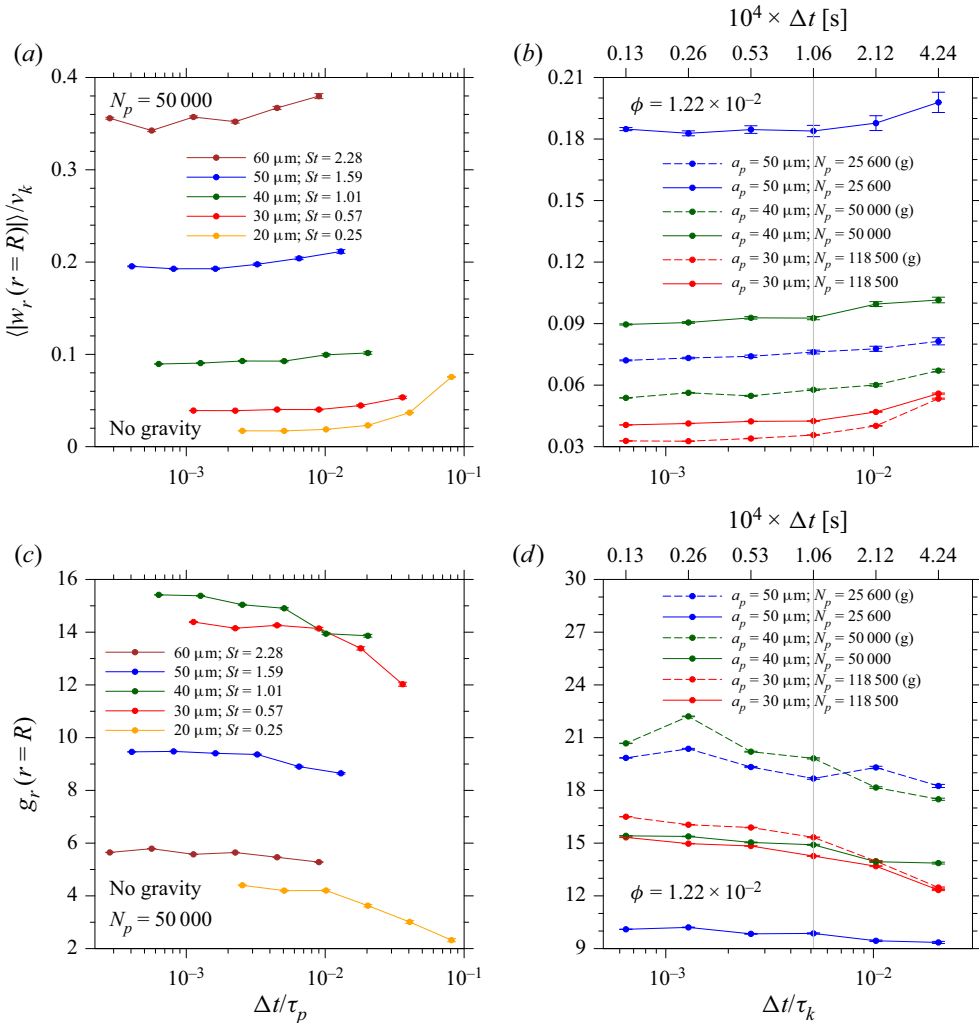 10⁴ × Δt [s]
(a)
(b)
0.13 0.26 0.53 1.06 2.12 4.24
0.4
0.3
0.2
0.1
0
⟨|w_r (r = R)|⟩/v_k
N_p = 50 000
60 μm; St = 2.28
50 μm; St = 1.59
40 μm; St = 1.01
30 μm; St = 0.57
20 μm; St = 0.25
No gravity
10⁻³ 10⁻² 10⁻¹
0.21
0.18
0.15
0.12
0.09
0.06
0.03
ϕ = 1.22 × 10⁻²
a_p = 50 μm; N_p = 25 600 (g)
a_p = 50 μm; N_p = 25 600
a_p = 40 μm; N_p = 50 000 (g)
a_p = 40 μm; N_p = 50 000
a_p = 30 μm; N_p = 118 500 (g)
a_p = 30 μm; N_p = 118 500
10⁻³ 10⁻²
10⁴ × Δt [s]
(c)
(d)
0.13 0.26 0.53 1.06 2.12 4.24
16
14
12
10
8
6
4
2
g_r (r = R)
60 μm; St = 2.28
50 μm; St = 1.59
40 μm; St = 1.01
30 μm; St = 0.57
20 μm; St = 0.25
No gravity
N_p = 50 000
10⁻³ 10⁻² 10⁻¹
Δt/τ_p
30
27
24
21
18
15
12
9
a_p = 50 μm; N_p = 25 600 (g)
a_p = 50 μm; N_p = 25 600
a_p = 40 μm; N_p = 50 000 (g)
a_p = 40 μm; N_p = 50 000
a_p = 30 μm; N_p = 118 500 (g)
a_p = 30 μm; N_p = 118 500
ϕ = 1.22 × 10⁻²
10⁻³ 10⁻²
Δt/τ_k